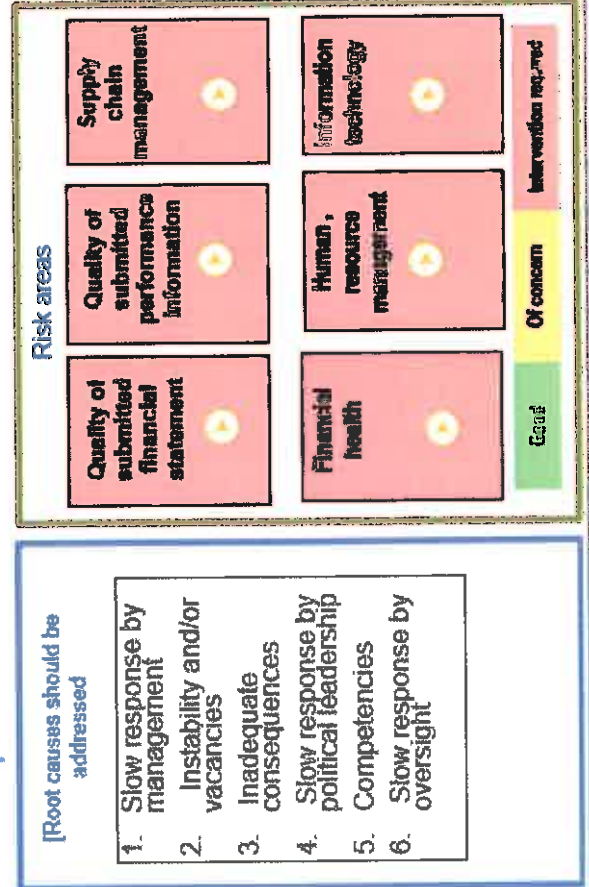 [Root causes should be
addressed
1. Slow response by
management
2. Instability and/or
vacancies
3. Inadequate
consequences
4. Slow response by
political leadership
5. Competencies
6. Slow response by
oversight
Risk areas
Quality of
submitted
financial
statement
Quality of
submitted
performance
information
Supply
chain
management
Financial
health
Human,
resource
management
Information
technology
Good
Of concern
Intervention required